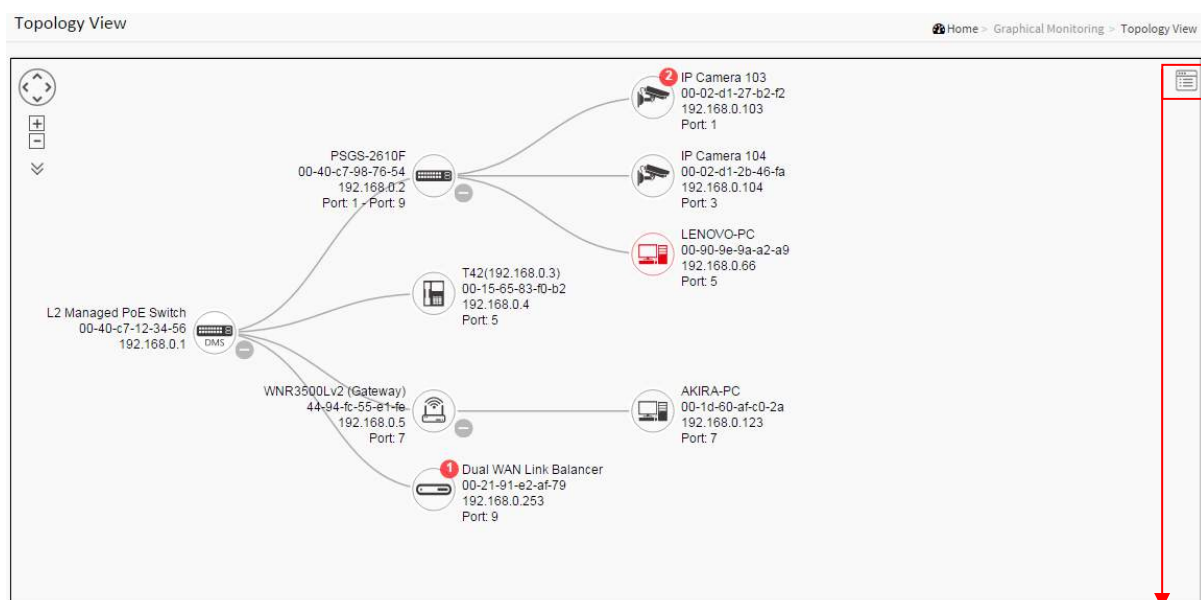 Topology View
Home > Graphical Monitoring > Topology View
2
IP Camera 103
00-02-d1-27-b2-f2
192.168.0.103
Port: 1
PSGS-2610F
00-40-c7-98-76-54
192.168.0.2
Port: 1 - Port: 9
IP Camera 104
00-02-d1-2b-46-fa
192.168.0.104
Port: 3
LENOVO-PC
00-90-9e-9a-a2-a9
192.168.0.66
Port: 5
T42(192.168.0.3)
00-15-65-83-f0-b2
192.168.0.4
Port: 5
L2 Managed PoE Switch
00-40-c7-12-34-56
192.168.0.1
DMS
WNR3500Lv2 (Gateway)
44-94-fc-55-e1-fe
192.168.0.5
Port: 7
AKIRA-PC
00-1d-60-af-c0-2a
192.168.0.123
Port: 7
1
Dual WAN Link Balancer
00-21-91-e2-af-79
192.168.0.253
Port: 9